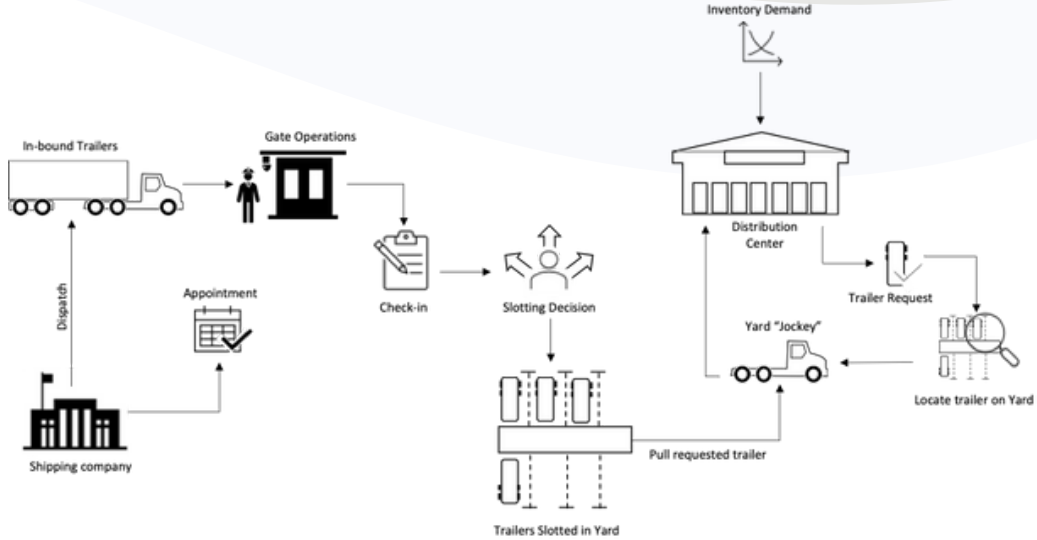 Inventory Demand
In-bound Trailers
Gate Operations
Distribution
Center
Dispatch
Appointment
Check-in
Slotting Decision
Trailer Request
Yard “Jockey”
Locate trailer on Yard
Shipping company
Pull requested trailer
Trailers Slotted in Yard